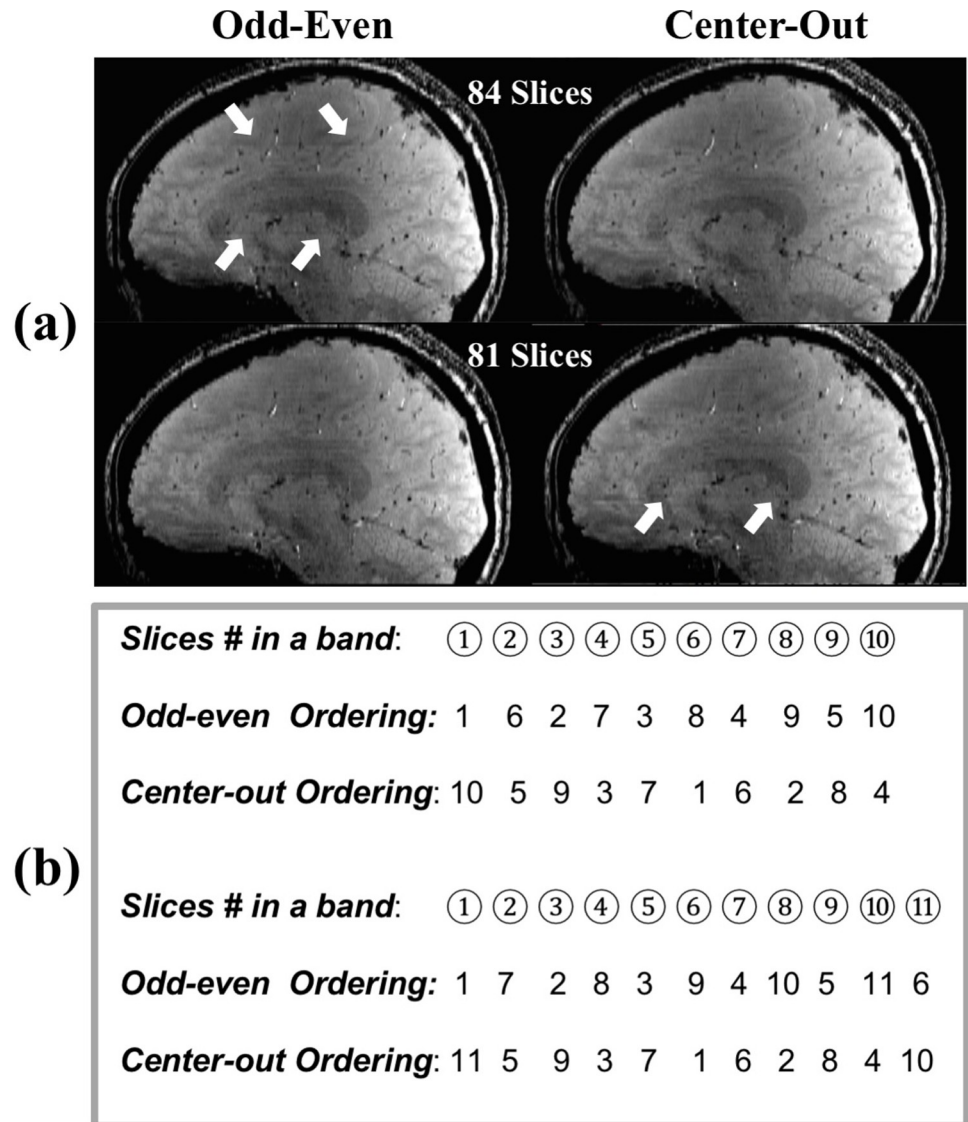 Odd-Even Center-Out
84 Slices
(a)
81 Slices
Slices # in a band: ① ② ③ ④ ⑤ ⑥ ⑦ ⑧ ⑨ ⑩
Odd-even Ordering: 1 6 2 7 3 8 4 9 5 10
Center-out Ordering: 10 5 9 3 7 1 6 2 8 4
(b)
Slices # in a band: ① ② ③ ④ ⑤ ⑥ ⑦ ⑧ ⑨ ⑩ ⑪
Odd-even Ordering: 1 7 2 8 3 9 4 10 5 11 6
Center-out Ordering: 11 5 9 3 7 1 6 2 8 4 10